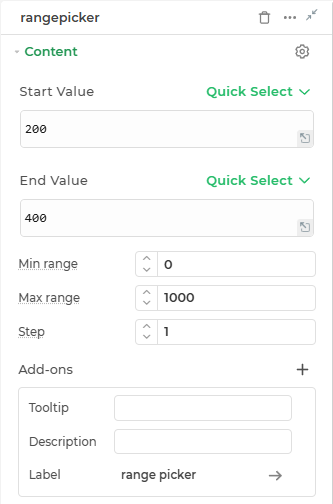 rangepicker
Content
Start Value Quick Select
200
End Value Quick Select
400
Min range 0
Max range 1000
Step 1
Add-ons
Tooltip
Description
Label range picker